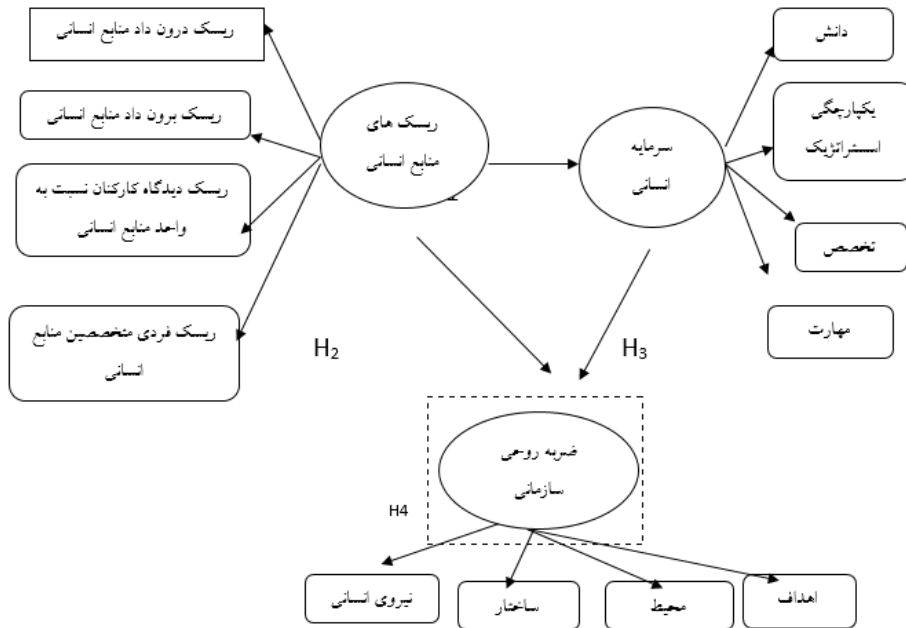 ریسک درون داد منابع انسانی
ریسک برون داد منابع انسانی
ریسک دیدگاه کارکنان نسبت به
واحد منابع انسانی
ریسک فردی متخصصین منابع
انسانی
ریسک های
منابع انسانی
سرمایه
انسانی
دانش
یکپارچگی
استراتژیک
تخصص
مهارت
H2
H3
ضربه روحی
سازمانی
H4
نیروی انسانی
ساختار
محیط
اهداف